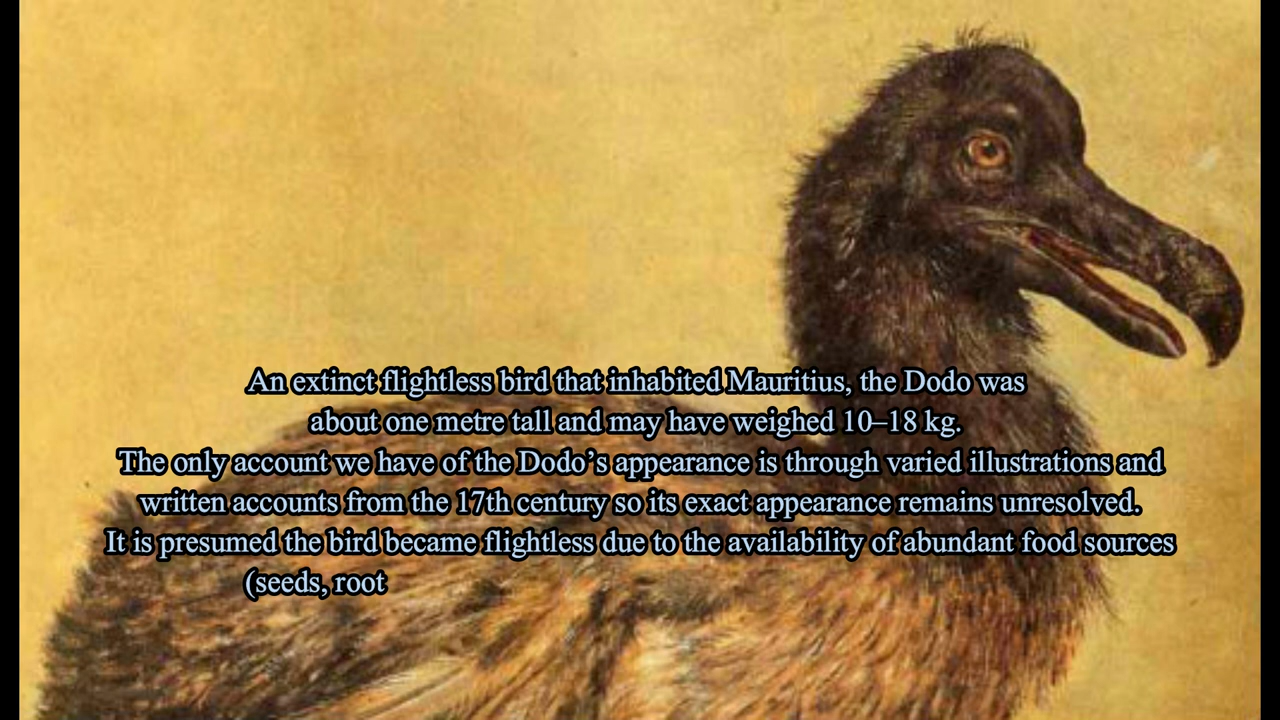 An extinct flightless bird that inhabited Mauritius, the Dodo was
about one metre tall and may have weighed 10–18 kg.
The only account we have of the Dodo’s appearance is through varied illustrations and
written accounts from the 17th century so its exact appearance remains unresolved.
It is presumed the bird became flightless due to the availability of abundant food sources
(seeds, root